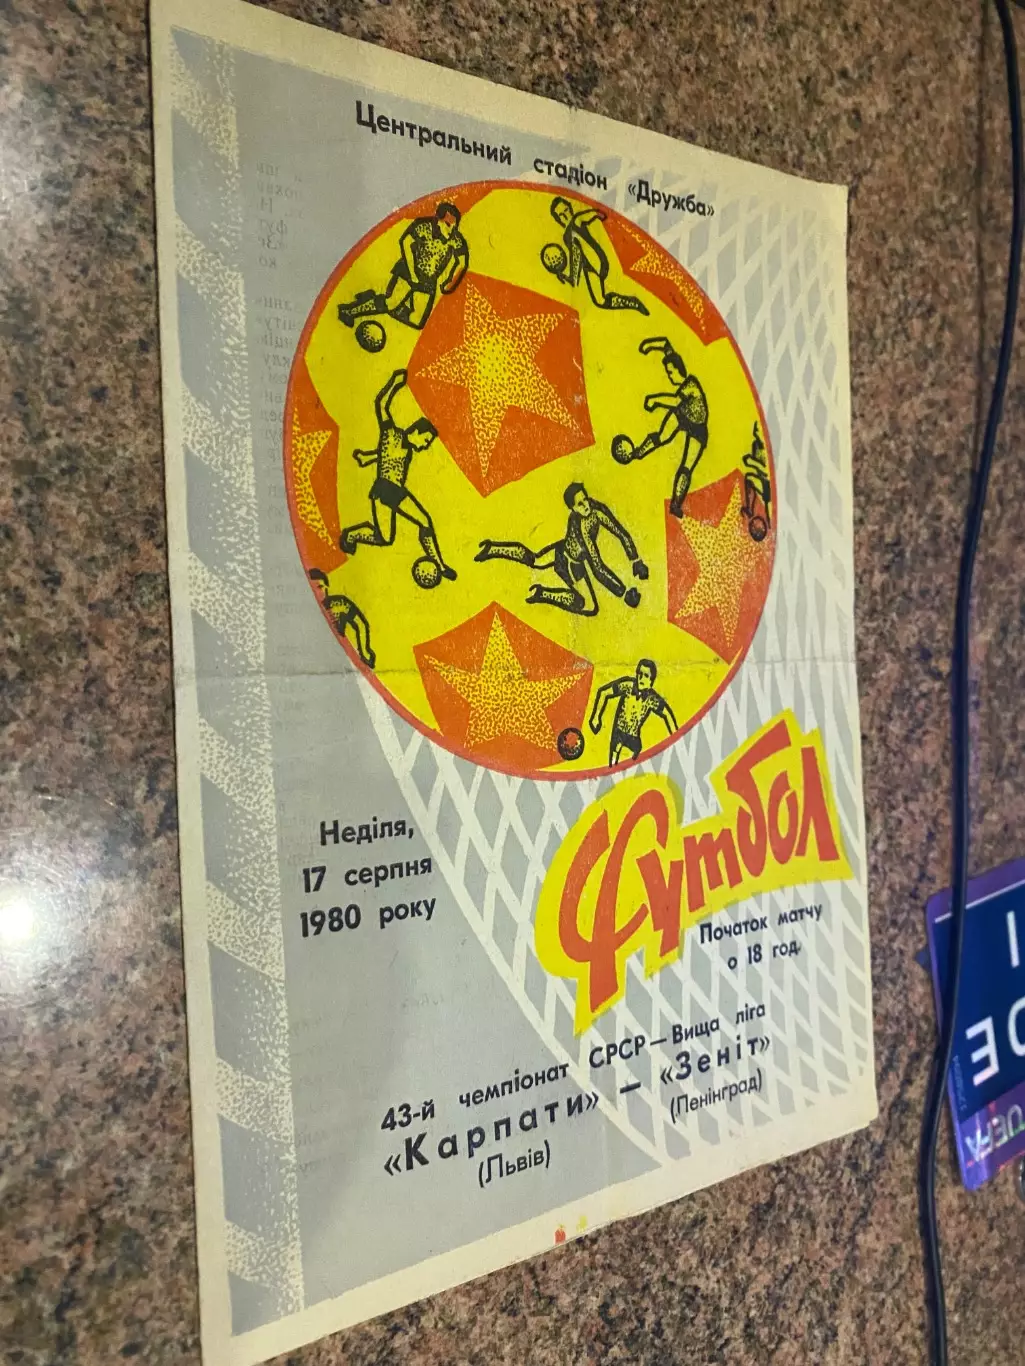 Центральний стадіон «Дружба»
Неділя,
17 серпня
1980 року
Футбол
Початок матчу
о 18 год.
43-й чемпіонат СРСР — Вища ліга
«Карпати» — «Зеніт»
(Львів) (Ленінград)
UEFA